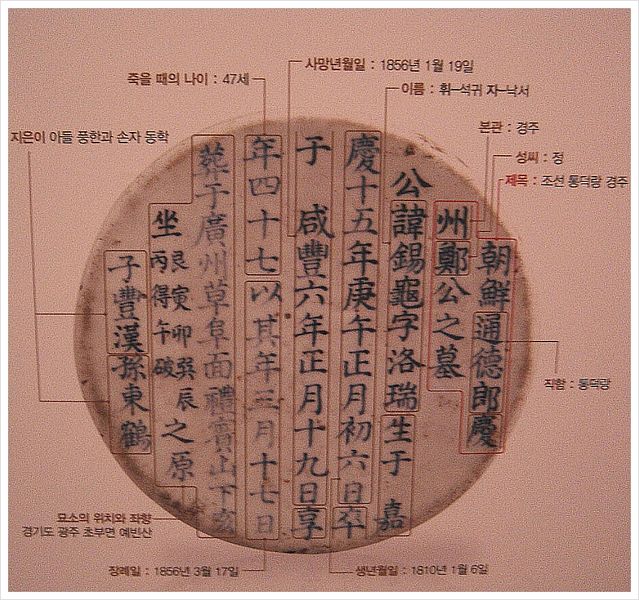 죽을 때의 나이 : 47세
사망년월일 : 1856년 1월 19일
이름 : 휘-석귀 자-낙서
지은이 아들 풍한과 손자 동학
본관 : 경주
성씨 : 정
제목 : 조선 통덕랑 경주
朝鮮通德郎慶
州鄭公之墓
公諱錫龜字洛瑞生于嘉
慶十五年庚午正月初六日卒
于咸豐六年正月十九日享
年四十七以其年三月十七日
葬于廣州草阜面禮賓山下玄
坐艮寅卯巽辰
丙得午破
之原
子豐漢孫東鶴
직함 : 통덕랑
묘소의 위치와 좌향
경기도 광주 초부면 예빈산
장례일 : 1856년 3월 17일
생년월일 : 1810년 1월 6일